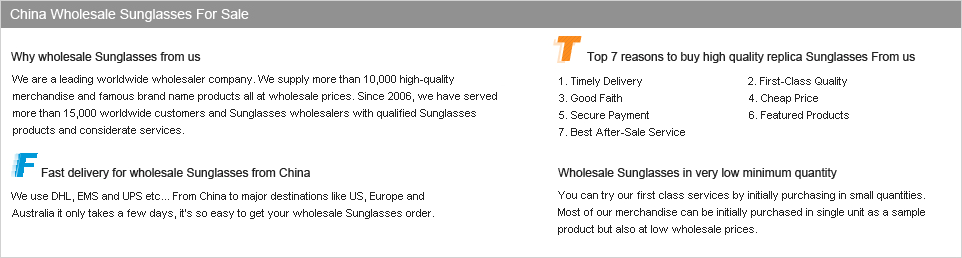 China Wholesale Sunglasses For Sale
Why wholesale Sunglasses from us
We are a leading worldwide wholesaler company. We supply more than 10,000 high-quality
merchandise and famous brand name products all at wholesale prices. Since 2006, we have served
more than 15,000 worldwide customers and Sunglasses wholesalers with qualified Sunglasses
products and considerate services.
T Top 7 reasons to buy high quality replica Sunglasses From us
1. Timely Delivery 2. First-Class Quality
3. Good Faith 4. Cheap Price
5. Secure Payment 6. Featured Products
7. Best After-Sale Service
F Fast delivery for wholesale Sunglasses from China
We use DHL, EMS and UPS etc... From China to major destinations like US, Europe and
Australia it only takes a few days, it's so easy to get your wholesale Sunglasses order.
Wholesale Sunglasses in very low minimum quantity
You can try our first class services by initially purchasing in small quantities.
Most of our merchandise can be initially purchased in single unit as a sample
product but also at low wholesale prices.